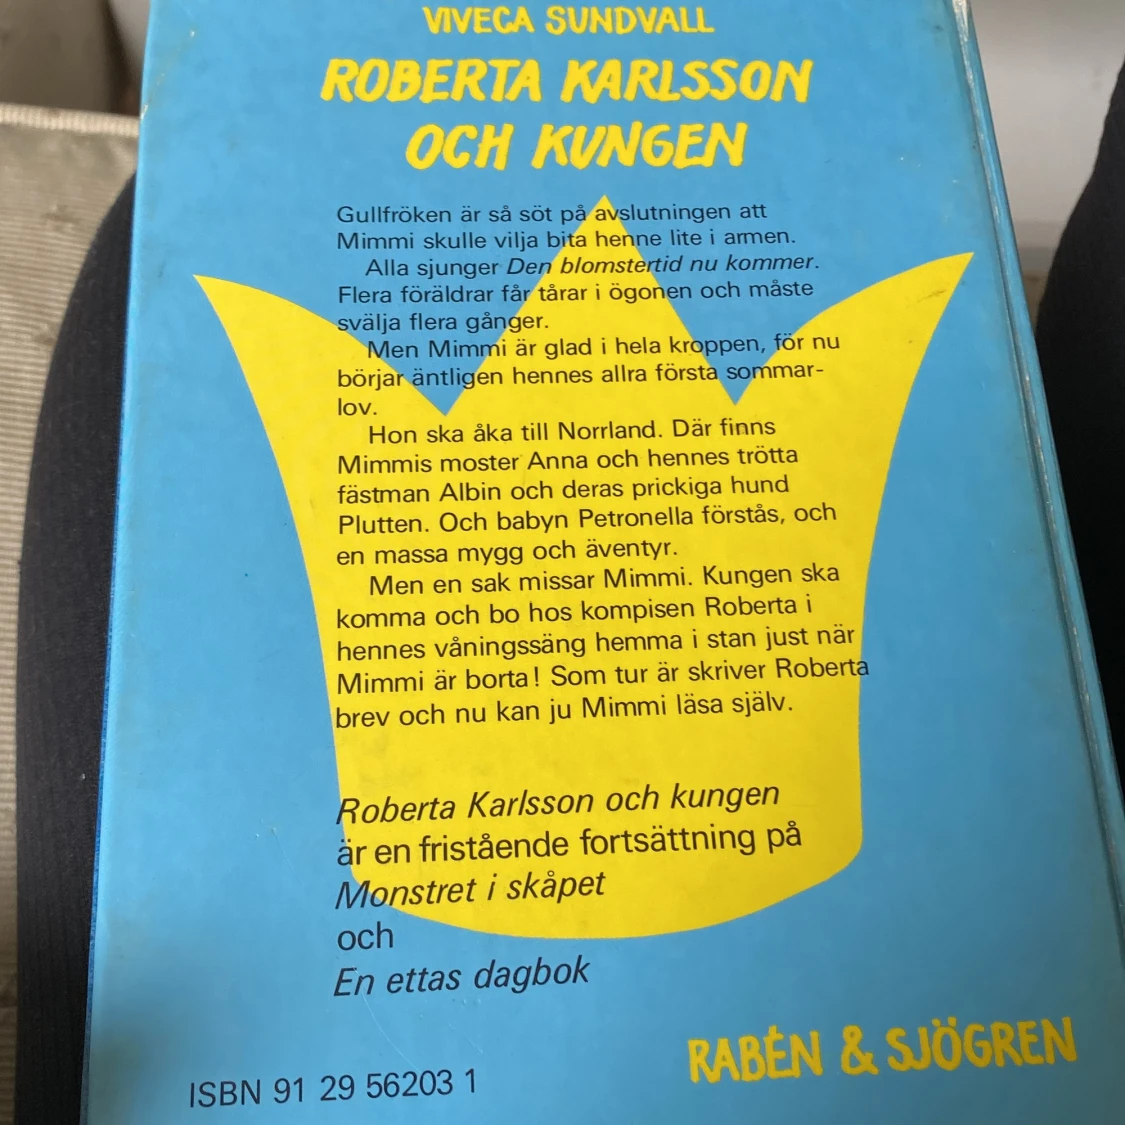 VIVECA SUNDVALL
ROBERTA KARLSSON
OCH KUNGEN
Gullfröken är så söt på avslutningen att
Mimmi skulle vilja bita henne lite i armen.
Alla sjunger Den blomstertid nu kommer.
Flera föräldrar får tårar i ögonen och måste
svälja flera gånger.
Men Mimmi är glad i hela kroppen, för nu
börjar äntligen hennes allra första sommar-
lov.
Hon ska åka till Norrland. Där finns
Mimmis moster Anna och hennes trötta
fästman Albin och deras prickiga hund
Plutten. Och babyn Petronella förstås, och
en massa mygg och äventyr.
Men en sak missar Mimmi. Kungen ska
komma och bo hos kompisen Roberta i
hennes våningssäng hemma i stan just när
Mimmi är borta! Som tur är skriver Roberta
brev och nu kan ju Mimmi läsa själv.
Roberta Karlsson och kungen
är en fristående fortsättning på
Monstret i skåpet
och
En ettas dagbok
RABÉN & SJÖGREN
ISBN 91 29 56203 1